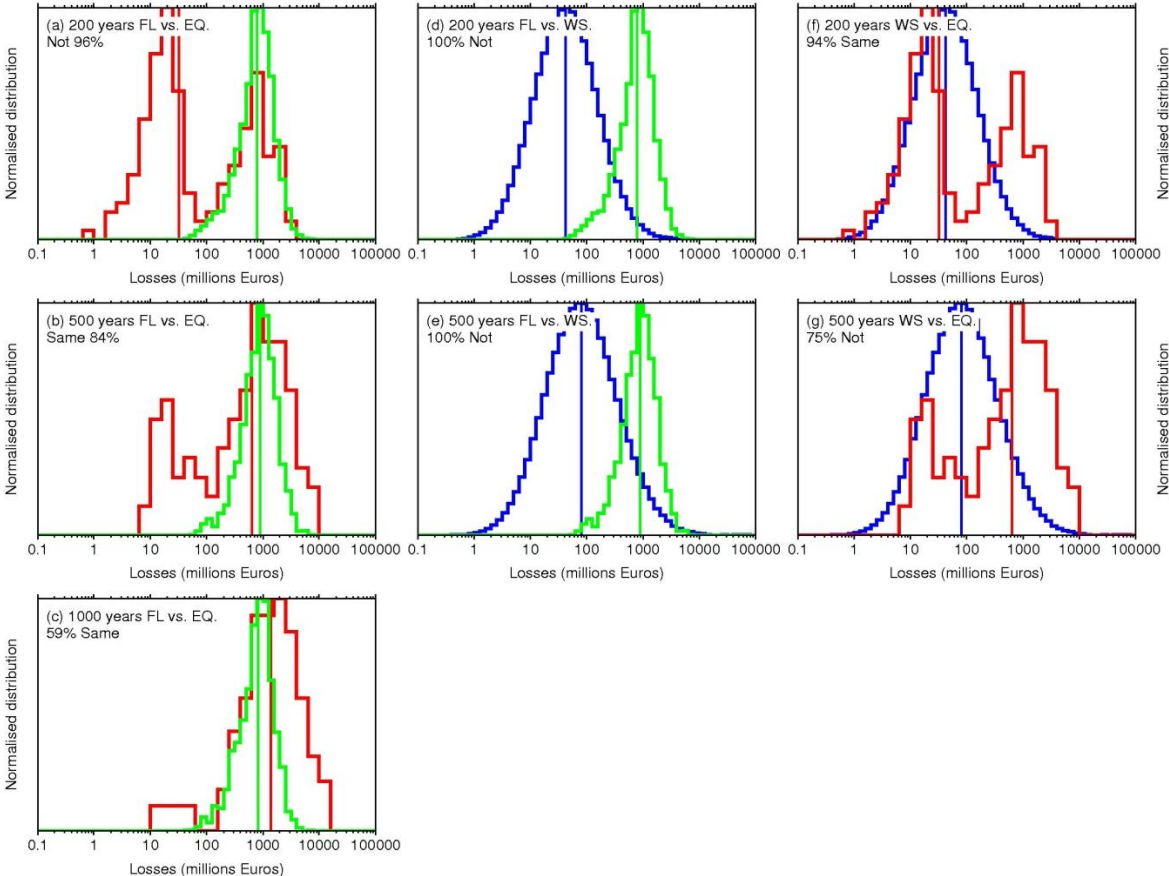 (a) 200 years FL vs. EQ.
Not 96%
Normalised distribution
0.1 1 10 100 1000 10000 100000
Losses (millions Euros)
(d) 200 years FL vs. WS.
100% Not
0.1 1 10 100 1000 10000 100000
Losses (millions Euros)
(f) 200 years WS vs. EQ.
94% Same
Normalised distribution
0.1 1 10 100 1000 10000 100000
Losses (millions Euros)
(b) 500 years FL vs. EQ.
Same 84%
Normalised distribution
0.1 1 10 100 1000 10000 100000
Losses (millions Euros)
(e) 500 years FL vs. WS.
100% Not
0.1 1 10 100 1000 10000 100000
Losses (millions Euros)
(g) 500 years WS vs. EQ.
75% Not
Normalised distribution
0.1 1 10 100 1000 10000 100000
Losses (millions Euros)
(c) 1000 years FL vs. EQ.
59% Same
Normalised distribution
0.1 1 10 100 1000 10000 100000
Losses (millions Euros)